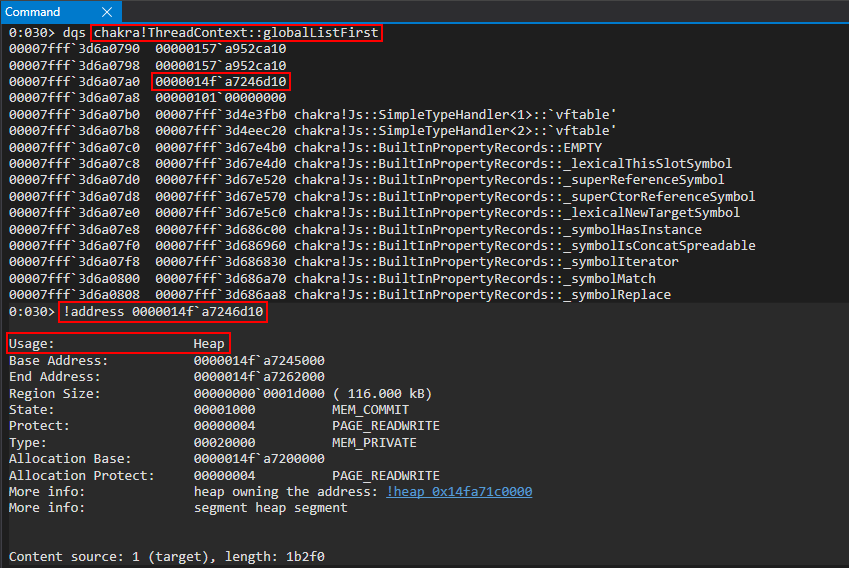 Command
0:030> dqs chakra!ThreadContext::globalListFirst
00007fff`3d6a0790  00000157`a952ca10
00007fff`3d6a0798  00000157`a952ca10
00007fff`3d6a07a0  0000014f`a7246d10
00007fff`3d6a07a8  00000101`00000000
00007fff`3d6a07b0  00007fff`3d4e3fb0 chakra!Js::SimpleTypeHandler<1>::`vftable'
00007fff`3d6a07b8  00007fff`3d4eec20 chakra!Js::SimpleTypeHandler<2>::`vftable'
00007fff`3d6a07c0  00007fff`3d67e4b0 chakra!Js::BuiltInPropertyRecords::EMPTY
00007fff`3d6a07c8  00007fff`3d67e4d0 chakra!Js::BuiltInPropertyRecords::_lexicalThisSlotSymbol
00007fff`3d6a07d0  00007fff`3d67e520 chakra!Js::BuiltInPropertyRecords::_superReferenceSymbol
00007fff`3d6a07d8  00007fff`3d67e570 chakra!Js::BuiltInPropertyRecords::_superCtorReferenceSymbol
00007fff`3d6a07e0  00007fff`3d67e5c0 chakra!Js::BuiltInPropertyRecords::_lexicalNewTargetSymbol
00007fff`3d6a07e8  00007fff`3d686c00 chakra!Js::BuiltInPropertyRecords::_symbolHasInstance
00007fff`3d6a07f0  00007fff`3d686960 chakra!Js::BuiltInPropertyRecords::_symbolIsConcatSpreadable
00007fff`3d6a07f8  00007fff`3d686830 chakra!Js::BuiltInPropertyRecords::_symbolIterator
00007fff`3d6a0800  00007fff`3d686a70 chakra!Js::BuiltInPropertyRecords::_symbolMatch
00007fff`3d6a0808  00007fff`3d686aa8 chakra!Js::BuiltInPropertyRecords::_symbolReplace
0:030> !address 0000014f`a7246d10
Usage:                  Heap
Base Address:           0000014f`a7245000
End Address:            0000014f`a7262000
Region Size:            00000000`0001d000 ( 116.000 kB)
State:                  00001000          MEM_COMMIT
Protect:                00000004          PAGE_READWRITE
Type:                   00020000          MEM_PRIVATE
Allocation Base:        0000014f`a7200000
Allocation Protect:     00000004          PAGE_READWRITE
More info:              heap owning the address: !heap 0x14fa71c0000
More info:              segment heap segment
Content source: 1 (target), length: 1b2f0